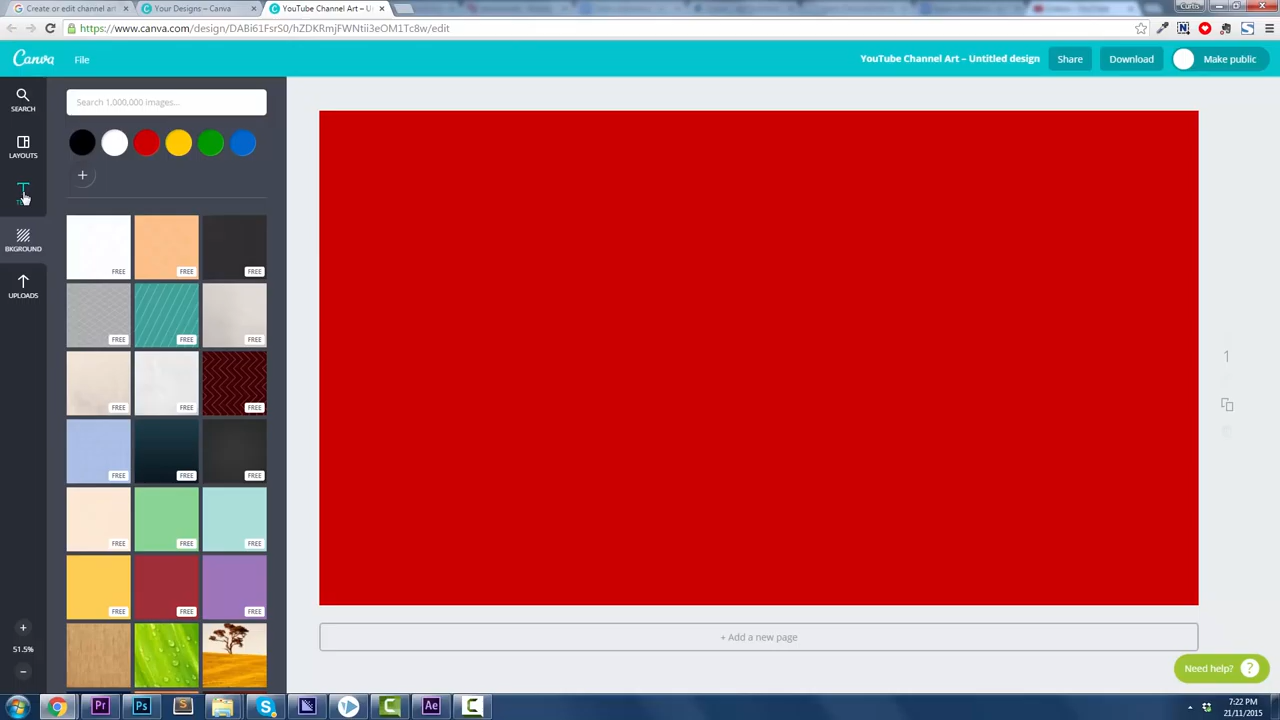 Create or edit channel art
Your Designs – Canva
YouTube Channel Art – U
Curtis
https://www.canva.com/design/DABi61FsrS0/hZDKRmjFWNtii3eOM1Tc8w/edit
Canva
File
YouTube Channel Art – Untitled design
Share
Download
Make public
SEARCH
LAYOUTS
BKGROUND
UPLOADS
Search 1,000,000 images...
FREE FREE FREE
FREE FREE FREE
FREE FREE FREE
FREE FREE FREE
FREE FREE FREE
FREE FREE FREE
1
+ Add a new page
51.5%
Need help? ?
7:22 PM
21/11/2015